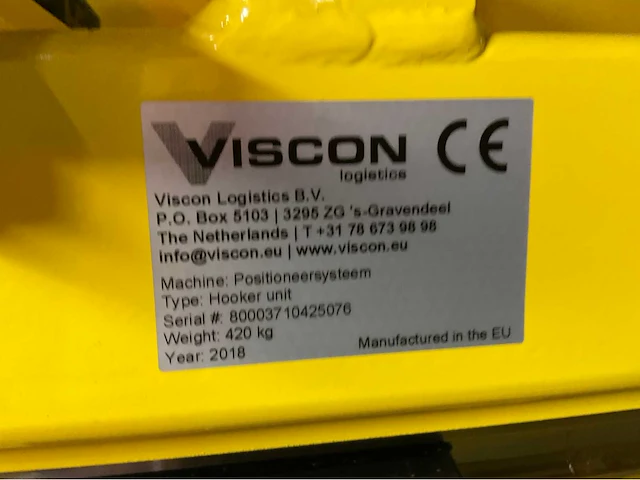 VISCON
logistics
CE
Viscon Logistics B.V.
P.O. Box 5103 | 3295 ZG 's-Gravendeel
The Netherlands | T +31 78 673 98 98
info@viscon.eu | www.viscon.eu
Machine: Positioneersysteem
Type: Hooker unit
Serial #: 80003710425076
Weight: 420 kg
Year: 2018
Manufactured in the EU